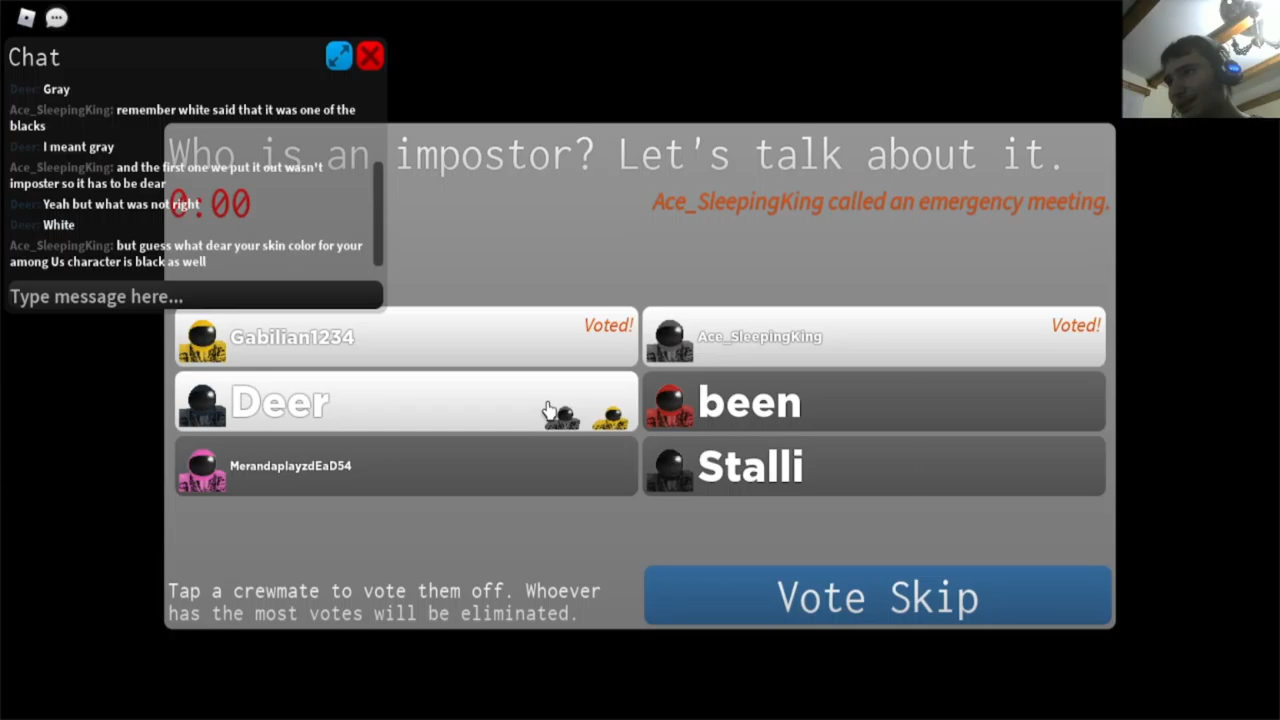 Chat
Deer: Gray
Ace_SleepingKing: remember white said that it was one of the
blacks
Deer: I meant gray
Ace_SleepingKing: and the first one we put it out wasn't
imposter so it has to be dear
Deer: Yeah but what was not right
Deer: White
Ace_SleepingKing: but guess what dear your skin color for your
among Us character is black as well
Type message here...
Who is an impostor? Let's talk about it.
0:00
Ace_SleepingKing called an emergency meeting.
Gabilian1234
Voted!
Ace_SleepingKing
Voted!
Deer
been
MerandaplayzdEaD54
Stalli
Tap a crewmate to vote them off. Whoever
has the most votes will be eliminated.
Vote Skip